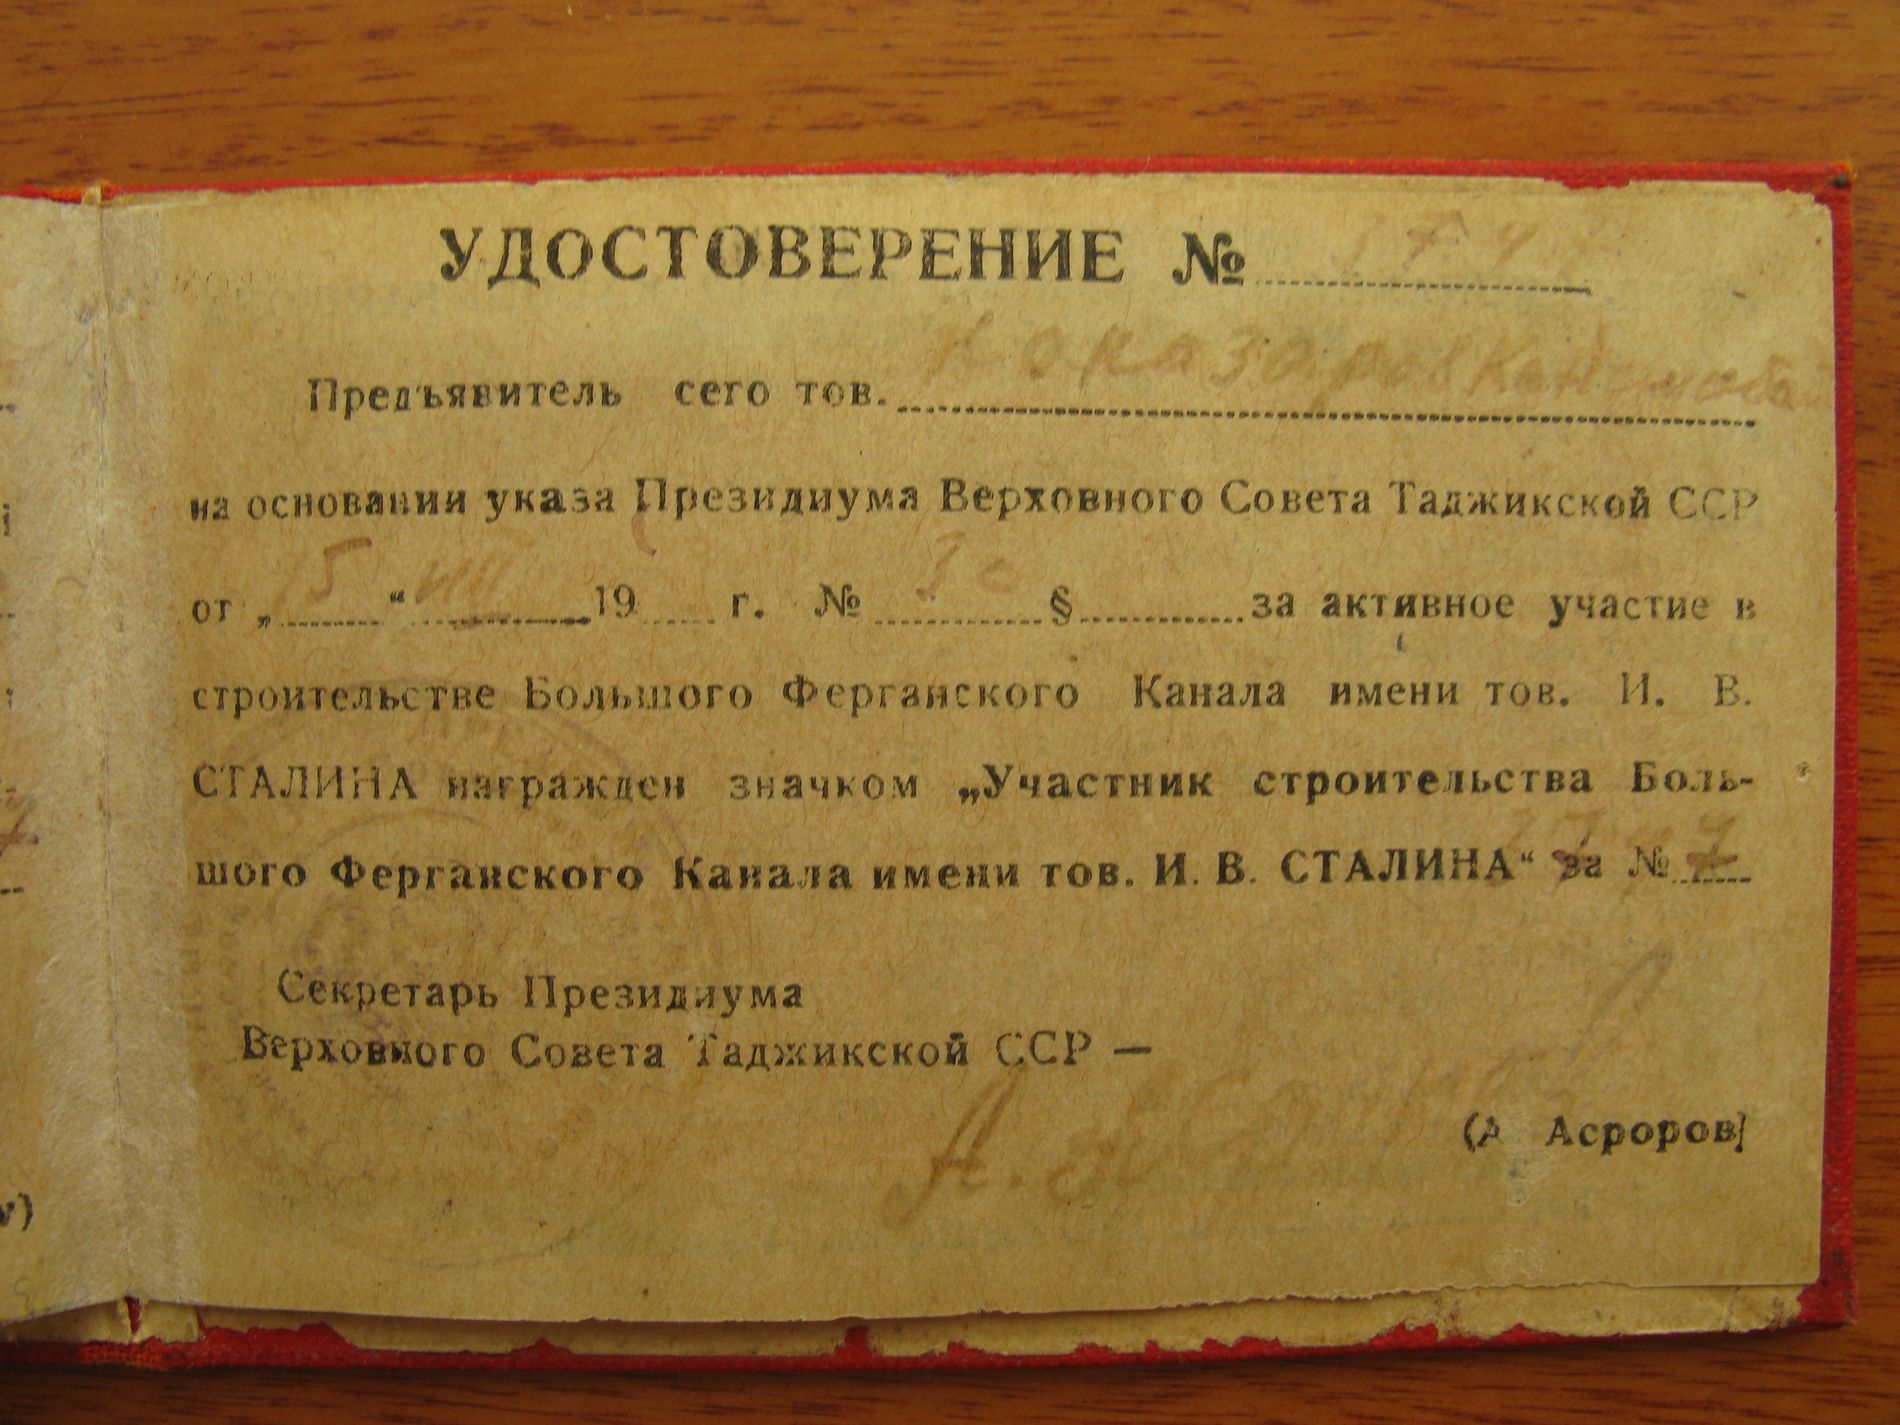 УДОСТОВЕРЕНИЕ №
Предъявитель сего тов.
на основании указа Президиума Верховного Совета Таджикской ССР
от „15“ VIII 19 г. № § за активное участие в
строительстве Большого Ферганского Канала имени тов. И. В.
СТАЛИНА награжден значком „Участник строительства Боль-
шого Ферганского Канала имени тов. И. В. СТАЛИНА“ за №
Секретарь Президиума
Верховного Совета Таджикской ССР —
(А Асроров)